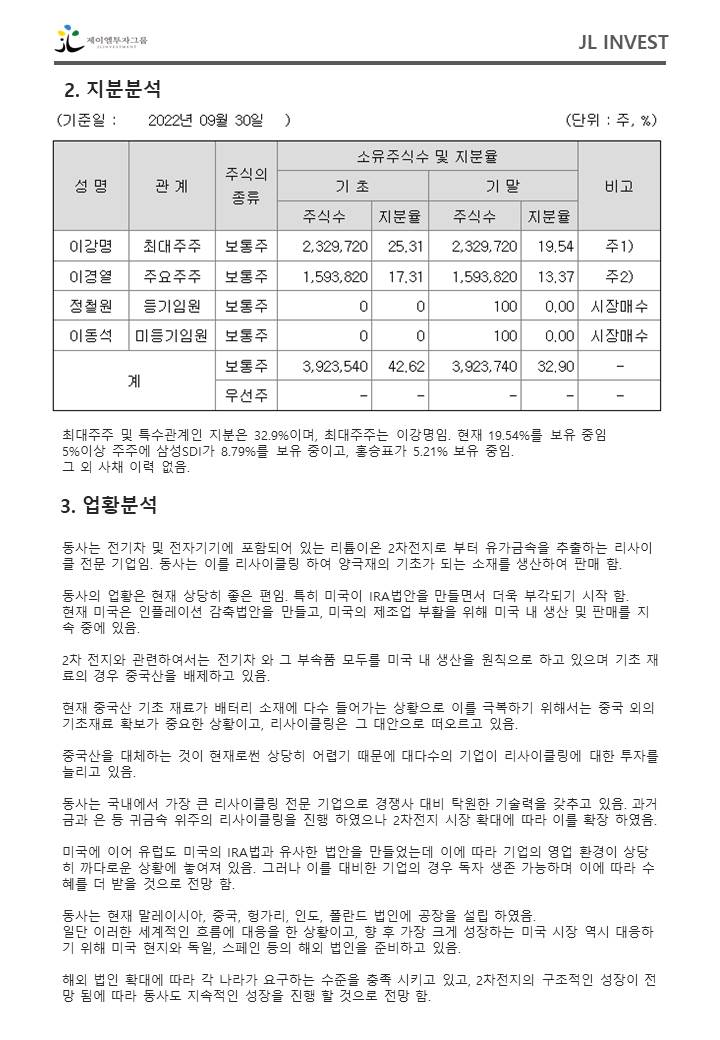 제이엘투자그룹
JLINVESTMENT
JL INVEST
2. 지분분석
(기준일 : 2022년 09월 30일 ) (단위 : 주, %)
성 명 관 계 주식의 종류 소유주식수 및 지분율 비고
기 초 기 말
주식수 지분율 주식수 지분율
이강명 최대주주 보통주 2,329,720 25.31 2,329,720 19.54 주1)
이경열 주요주주 보통주 1,593,820 17.31 1,593,820 13.37 주2)
정철원 등기임원 보통주 0 0 100 0.00 시장매수
이동석 미등기임원 보통주 0 0 100 0.00 시장매수
계 보통주 3,923,540 42.62 3,923,740 32.90 –
우선주 – – – – –
최대주주 및 특수관계인 지분은 32.9%이며, 최대주주는 이강명임. 현재 19.54%를 보유 중임
5%이상 주주에 삼성SDI가 8.79%를 보유 중이고, 홍승표가 5.21% 보유 중임.
그 외 사채 이력 없음.
3. 업황분석
동사는 전기차 및 전자기기에 포함되어 있는 리튬이온 2차전지로 부터 유가금속을 추출하는 리사이
클 전문 기업임. 동사는 이를 리사이클링 하여 양극재의 기초가 되는 소재를 생산하여 판매 함.
동사의 업황은 현재 상당히 좋은 편임. 특히 미국이 IRA법안을 만들면서 더욱 부각되기 시작 함.
현재 미국은 인플레이션 감축법안을 만들고, 미국의 제조업 부활을 위해 미국 내 생산 및 판매를 지
속 중에 있음.
2차 전지와 관련하여서는 전기차 와 그 부속품 모두를 미국 내 생산을 원칙으로 하고 있으며 기초 재
료의 경우 중국산을 배제하고 있음.
현재 중국산 기초 재료가 배터리 소재에 다수 들어가는 상황으로 이를 극복하기 위해서는 중국 외의
기초재료 확보가 중요한 상황이고, 리사이클링은 그 대안으로 떠오르고 있음.
중국산을 대체하는 것이 현재로썬 상당히 어렵기 때문에 대다수의 기업이 리사이클링에 대한 투자를
늘리고 있음.
동사는 국내에서 가장 큰 리사이클링 전문 기업으로 경쟁사 대비 탁원한 기술력을 갖추고 있음. 과거
금과 은 등 귀금속 위주의 리사이클링을 진행 하였으나 2차전지 시장 확대에 따라 이를 확장 하였음.
미국에 이어 유럽도 미국의 IRA법과 유사한 법안을 만들었는데 이에 따라 기업의 영업 환경이 상당
히 까다로운 상황에 놓여져 있음. 그러나 이를 대비한 기업의 경우 독자 생존 가능하며 이에 따라 수
혜를 더 받을 것으로 전망 함.
동사는 현재 말레이시아, 중국, 헝가리, 인도, 폴란드 법인에 공장을 설립 하였음.
일단 이러한 세계적인 흐름에 대응을 한 상황이고, 향 후 가장 크게 성장하는 미국 시장 역시 대응하
기 위해 미국 현지와 독일, 스페인 등의 해외 법인을 준비하고 있음.
해외 법인 확대에 따라 각 나라가 요구하는 수준을 충족 시키고 있고, 2차전지의 구조적인 성장이 전
망 됨에 따라 동사도 지속적인 성장을 진행 할 것으로 전망 함.